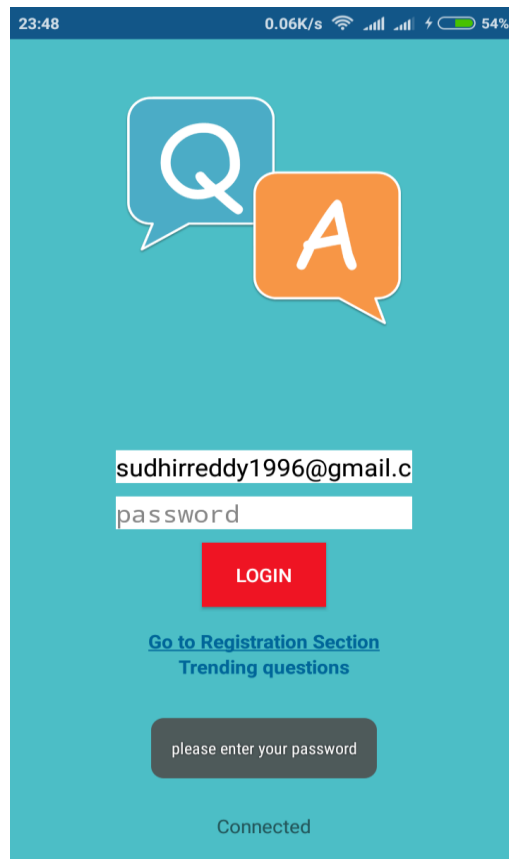 23:48 0.06K/s 54%
Q
A
sudhirreddy1996@gmail.c
password
LOGIN
Go to Registration Section
Trending questions
please enter your password
Connected